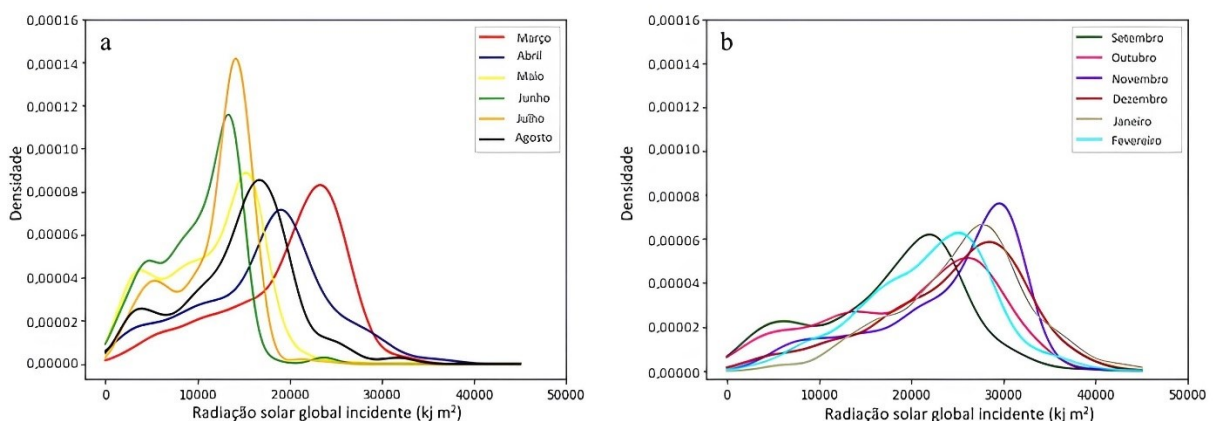 a
0,00016
0,00014
0,00012
0,00010
0,00008
0,00006
0,00004
0,00002
0,00000
Densidade
0
10000
20000
30000
40000
50000
Radiação solar global incidente (kj m²)
Março
Abril
Maio
Junho
Julho
Agosto
b
0,00016
0,00014
0,00012
0,00010
0,00008
0,00006
0,00004
0,00002
0,00000
Densidade
0
10000
20000
30000
40000
50000
Radiação solar global incidente (kj m²)
Setembro
Outubro
Novembro
Dezembro
Janeiro
Fevereiro